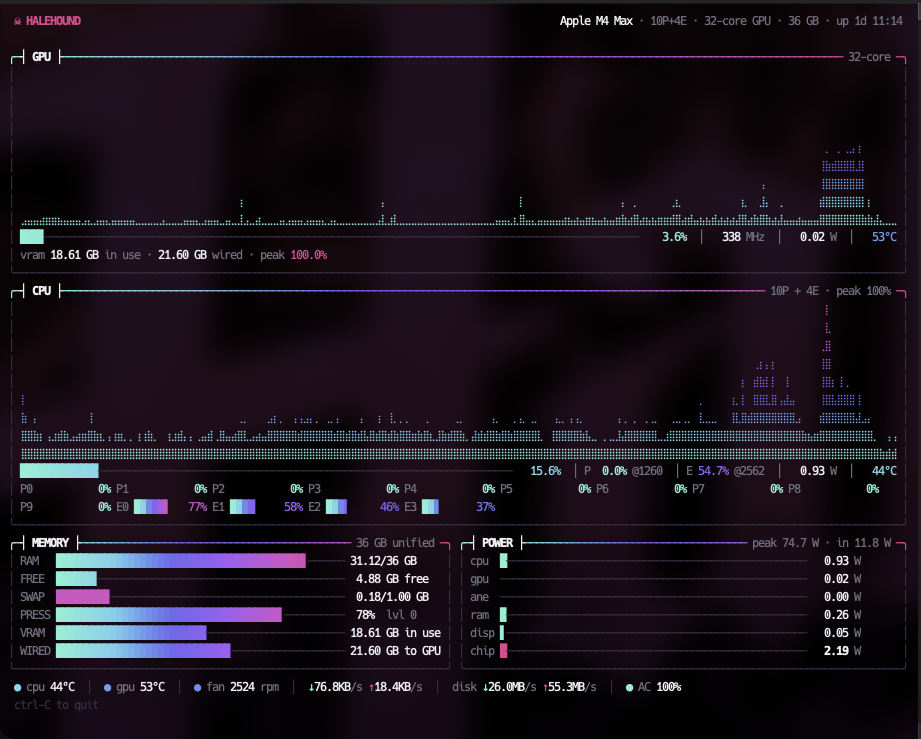 ☠ HALEHOUND
Apple M4 Max · 10P+4E · 32-core GPU · 36 GB · up 1d 11:14
GPU
32-core
3.6% │ 338 MHz │ 0.02 W │ 53°C
vram 18.61 GB in use · 21.60 GB wired · peak 100.0%
CPU
10P + 4E · peak 100%
15.6% │ P 0.0% @1260 │ E 54.7% @2562 │ 0.93 W │ 44°C
P0 0% P1 0% P2 0% P3 0% P4 0% P5 0% P6 0% P7 0% P8 0%
P9 0% E0 77% E1 58% E2 46% E3 37%
MEMORY
36 GB unified
RAM 31.12/36 GB
FREE 4.88 GB free
SWAP 0.18/1.00 GB
PRESS 78% lvl 0
VRAM 18.61 GB in use
WIRED 21.60 GB to GPU
POWER
peak 74.7 W · in 11.8 W
cpu 0.93 W
gpu 0.02 W
ane 0.00 W
ram 0.26 W
disp 0.05 W
chip 2.19 W
● cpu 44°C │ ● gpu 53°C │ ● fan 2524 rpm │ ↓76.8KB/s ↑18.4KB/s │ disk ↓26.0MB/s ↑55.3MB/s │ ● AC 100%
ctrl-C to quit